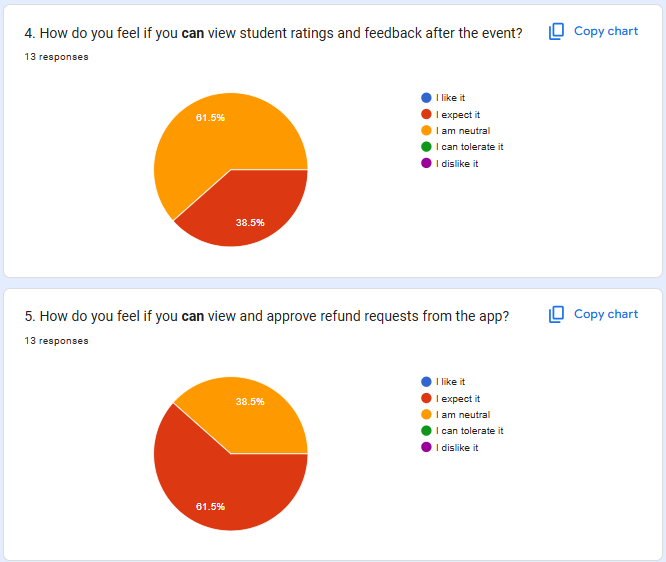 4. How do you feel if you can view student ratings and feedback after the event?
Copy chart
13 responses
61.5%
38.5%
I like it
I expect it
I am neutral
I can tolerate it
I dislike it
5. How do you feel if you can view and approve refund requests from the app?
Copy chart
13 responses
38.5%
61.5%
I like it
I expect it
I am neutral
I can tolerate it
I dislike it